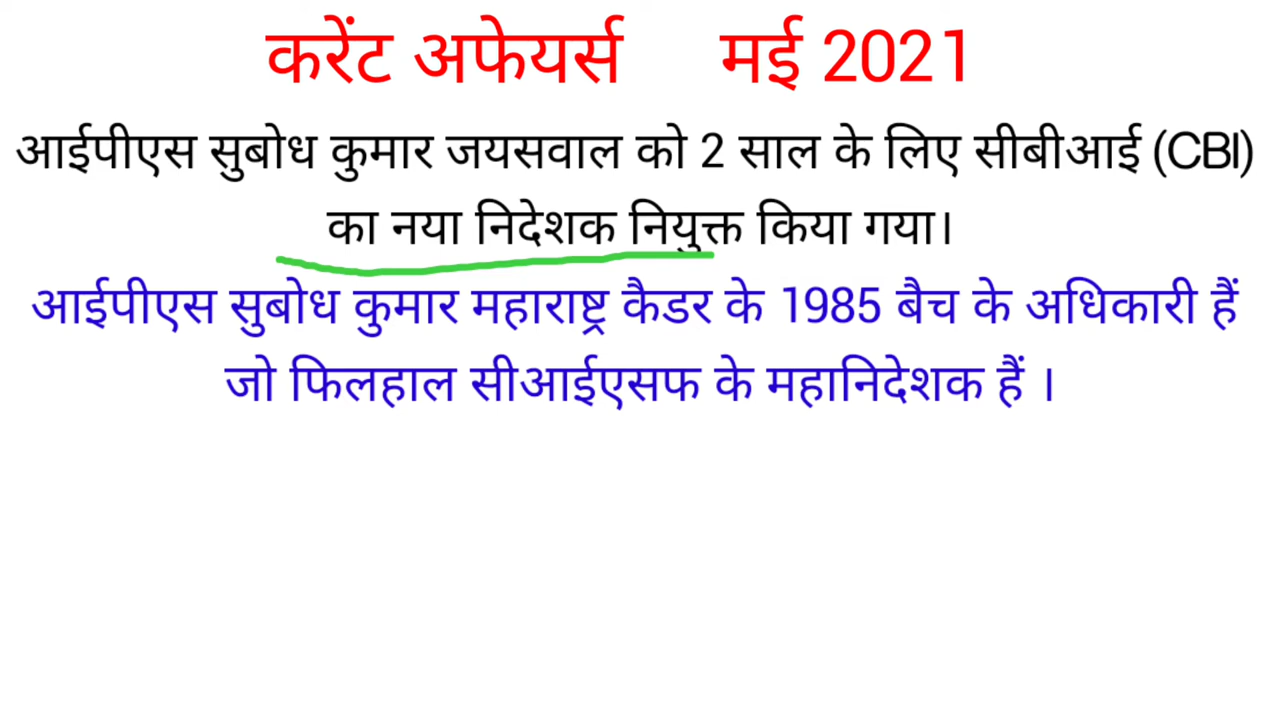 करेंट अफेयर्स मई 2021
आईपीएस सुबोध कुमार जयसवाल को 2 साल के लिए सीबीआई (CBI)
का नया निदेशक नियुक्त किया गया।
आईपीएस सुबोध कुमार महाराष्ट्र कैडर के 1985 बैच के अधिकारी हैं
जो फिलहाल सीआईएसफ के महानिदेशक हैं ।